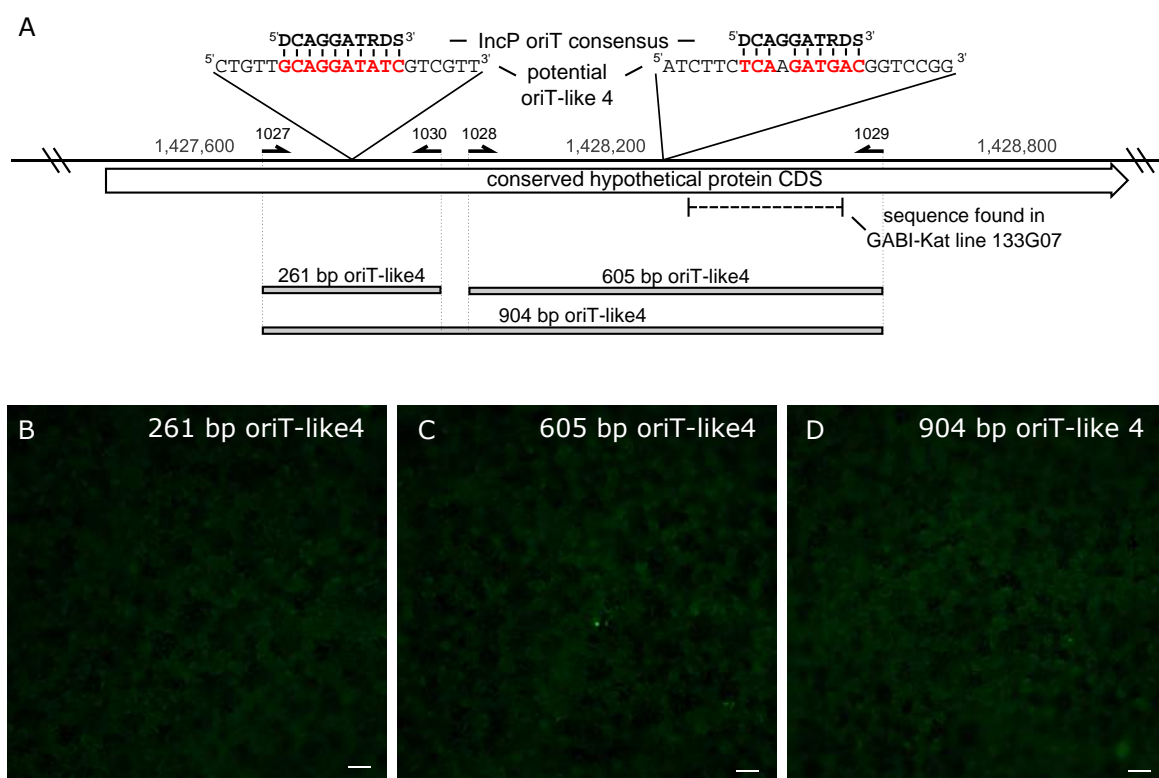 A
5'DCAGGATRDS3'
IncP oriT consensus
5'DCAGGATRDS3'
5'CTGTTGCAGGATATCGTCGTT3'
potential
oriT-like 4
5'ATCTTCTCAAGATGACGGTCCGG3'
1,427,600
1027
1030
1028
1,428,200
1029
1,428,800
conserved hypothetical protein CDS
sequence found in
GABI-Kat line 133G07
261 bp oriT-like4
605 bp oriT-like4
904 bp oriT-like4
B
261 bp oriT-like4
C
605 bp oriT-like4
D
904 bp oriT-like 4